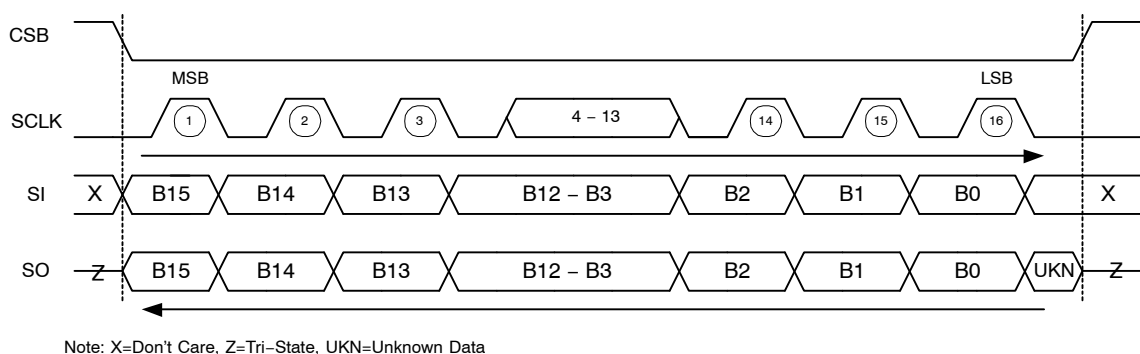 CSB
MSB LSB
SCLK 1 2 3 4 – 13 14 15 16
SI X B15 B14 B13 B12 – B3 B2 B1 B0 X
SO Z B15 B14 B13 B12 – B3 B2 B1 B0 UKN Z
Note: X=Don't Care, Z=Tri–State, UKN=Unknown Data